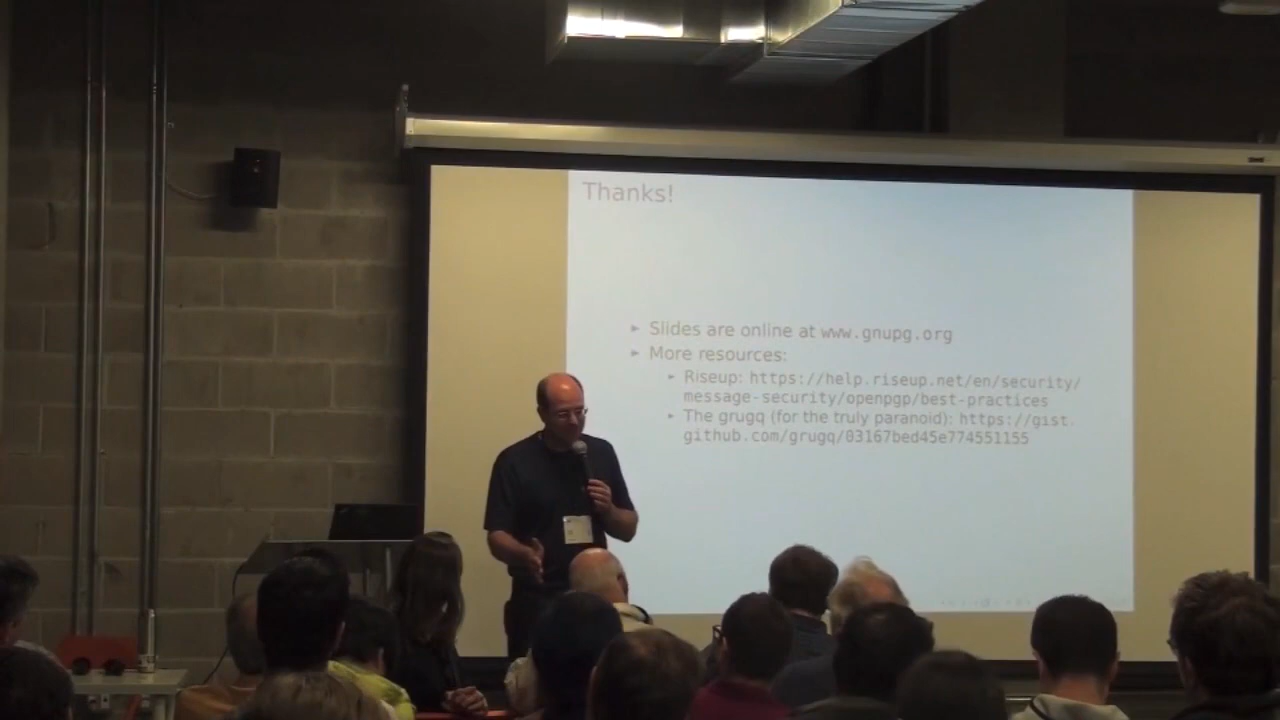 Thanks!
Slides are online at www.gnupg.org
More resources:
Riseup: https://help.riseup.net/en/security/
message-security/openpgp/best-practices
The grugq (for the truly paranoid): https://gist.
github.com/grugq/03167bed45e774551155